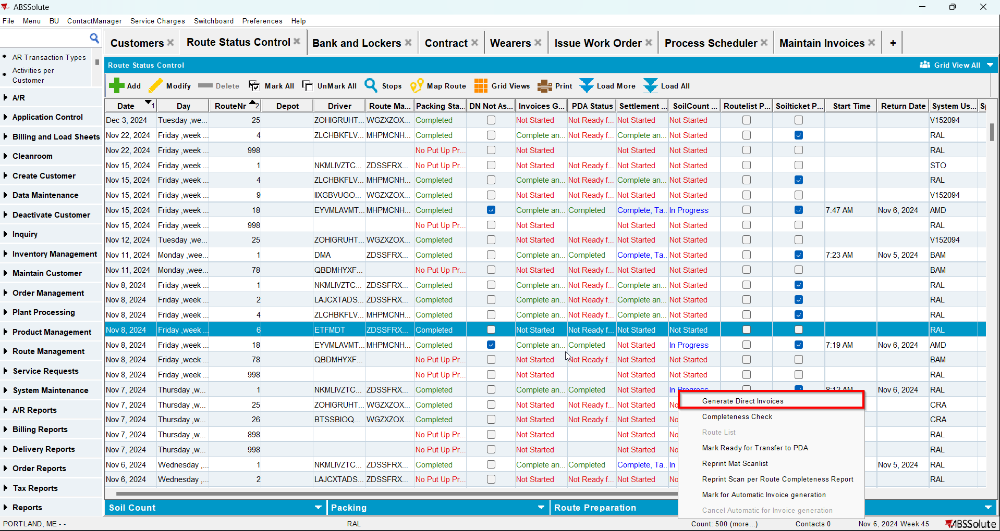 ABSSolute
File Menu BU ContactManager Service Charges Switchboard Preferences Help
Customers Route Status Control Bank and Lockers Contract Wearers Issue Work Order Process Scheduler Maintain Invoices +
AR Transaction Types
Activities per
Customer
A/R
Application Control
Billing and Load Sheets
Cleanroom
Create Customer
Data Maintenance
Deactivate Customer
Inquiry
Inventory Management
Maintain Customer
Order Management
Plant Processing
Product Management
Route Management
Service Requests
System Maintenance
A/R Reports
Billing Reports
Delivery Reports
Order Reports
Tax Reports
Reports
Route Status Control Grid View All
Add Modify Delete Mark All UnMark All Stops Map Route Grid Views Print Load More Load All
Date 1 Day RouteNr 2 Depot Driver Route Ma... Packing Sta... DN Not As... Invoices G... PDA Status Settlement ... SoilCount ... Routelist P... Soilticket P... Start Time Return Date System Us... Sp
Dec 3, 2024 Tuesday ,we... 25 ZOHIGRUHT... WGZXZOX... Completed Not Started Not Ready f... Not Started Not Started V152094
Nov 22, 2024 Friday ,week ... 4 ZLCHBKFLV... MHPMCNH... Completed Complete an... Not Ready f... Complete an... Not Started RAL
Nov 22, 2024 Friday ,week ... 998 No Put Up Pr... Not Started Not Started Not Started RAL
Nov 15, 2024 Friday ,week ... 1 NKMLIVZTC... ZDSSFRX... No Put Up Pr... Not Started Not Ready f... Not Started Not Started STO
Nov 15, 2024 Friday ,week ... 4 ZLCHBKFLV... MHPMCNH... Completed Complete an... Not Ready f... Complete an... Not Started RAL
Nov 15, 2024 Friday ,week ... 9 IIXGBVUGO... WGZXZOX... Completed Not Started Not Ready f... Not Started Not Started V152094
Nov 15, 2024 Friday ,week ... 18 EYVMLAVMT... MHPMCNH... Completed Complete an... Completed Complete, Ta... In Progress 7:47 AM Nov 6, 2024 AMD
Nov 15, 2024 Friday ,week ... 998 No Put Up Pr... Not Started Not Started Not Started RAL
Nov 12, 2024 Tuesday ,we... 25 ZOHIGRUHT... WGZXZOX... Completed Not Started Not Ready f... Not Started Not Started V152094
Nov 11, 2024 Monday ,wee... 1 DMA ZDSSFRX... Completed Complete an... Completed Complete, Ta... Not Started 7:23 AM Nov 5, 2024 BAM
Nov 11, 2024 Monday ,wee... 78 QBDMHYXF... No Put Up Pr... Not Started Not Ready f... Not Started Not Started BAM
Nov 8, 2024 Friday ,week ... 1 NKMLIVZTC... ZDSSFRX... Completed Complete an... Not Ready f... Complete an... Not Started RAL
Nov 8, 2024 Friday ,week ... 2 LAJCXTADS... ZDSSFRX... Completed Complete an... Not Ready f... Complete an... Not Started RAL
Nov 8, 2024 Friday ,week ... 4 ZLCHBKFLV... MHPMCNH... Completed Complete an... Not Ready f... Complete an... Not Started RAL
Nov 8, 2024 Friday ,week ... 6 ETFMDT ZDSSFRX... Completed Not Started Not Ready f... Not Started Not Started RAL
Nov 8, 2024 Friday ,week ... 18 EYVMLAVMT... MHPMCNH... Completed Complete an... Completed Not Started In Progress 7:19 AM Nov 6, 2024 AMD
Nov 8, 2024 Friday ,week ... 78 QBDMHYXF... No Put Up Pr... Not Started Not Ready f... Not Started Not Started BAM
Nov 8, 2024 Friday ,week ... 998 No Put Up Pr... Not Started Not Started Not Started RAL
Nov 7, 2024 Thursday ,w... 1 NKMLIVZTC... ZDSSFRX... Completed Complete an... Completed Not Started In Progress 8:12 AM Nov 6, 2024 RAL
Nov 7, 2024 Thursday ,w... 25 ZOHIGRUHT... WGZXZOX... Completed Not Started Not Ready f... Not Started No CRA
Nov 7, 2024 Thursday ,w... 26 BTSSBIOQ... WGZXZOX... Completed Not Started Not Ready f... Not Started No CRA
Nov 7, 2024 Thursday ,w... 898 No Put Up Pr... Not Started Not Started No RAL
Nov 7, 2024 Thursday ,w... 998 No Put Up Pr... Not Started Not Started No RAL
Nov 6, 2024 Wednesday ,... 1 NKMLIVZTC... ZDSSFRX... Completed Complete an... Completed Complete, Ta... In Nov 5, 2024 RAL
Nov 6, 2024 Wednesday ,... 2 LAJCXTADS... ZDSSFRX... No Put Up Pr... Not Started Not Ready f... Not Started No RAL
Generate Direct Invoices
Completeness Check
Route List
Mark Ready for Transfer to PDA
Reprint Mat Scanlist
Reprint Scan per Route Completeness Report
Mark for Automatic Invoice generation
Cancel Automatic for Invoice generation
Soil Count Packing Route Preparation
PORTLAND, ME - - RAL Count: 500 (more...) Contacts 0 Nov 6, 2024 Week 45 ABSSolute